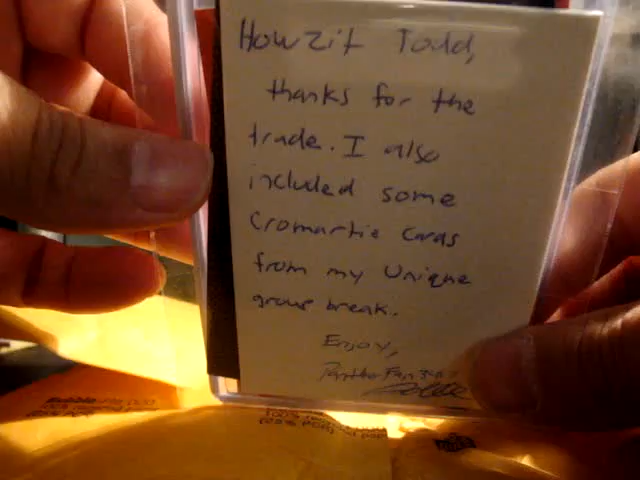 Howzit Todd,
thanks for the
trade. I also
included some
Cromartie Cards
from my Unique
group break.
Enjoy,